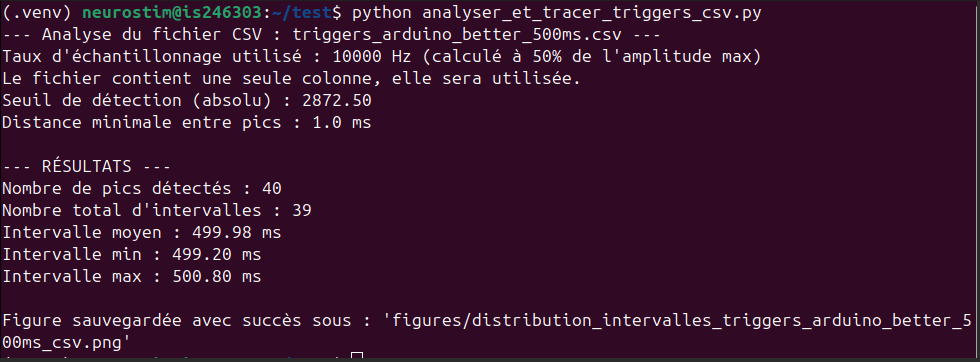 (.venv) neurostim@is246303:~/test$ python analyser_et_tracer_triggers_csv.py
--- Analyse du fichier CSV : triggers_arduino_better_500ms.csv ---
Taux d'échantillonnage utilisé : 10000 Hz (calculé à 50% de l'amplitude max)
Le fichier contient une seule colonne, elle sera utilisée.
Seuil de détection (absolu) : 2872.50
Distance minimale entre pics : 1.0 ms

--- RÉSULTATS ---
Nombre de pics détectés : 40
Nombre total d'intervalles : 39
Intervalle moyen : 499.98 ms
Intervalle min : 499.20 ms
Intervalle max : 500.80 ms

Figure sauvegardée avec succès sous : 'figures/distribution_intervalles_triggers_arduino_better_5
00ms_csv.png'